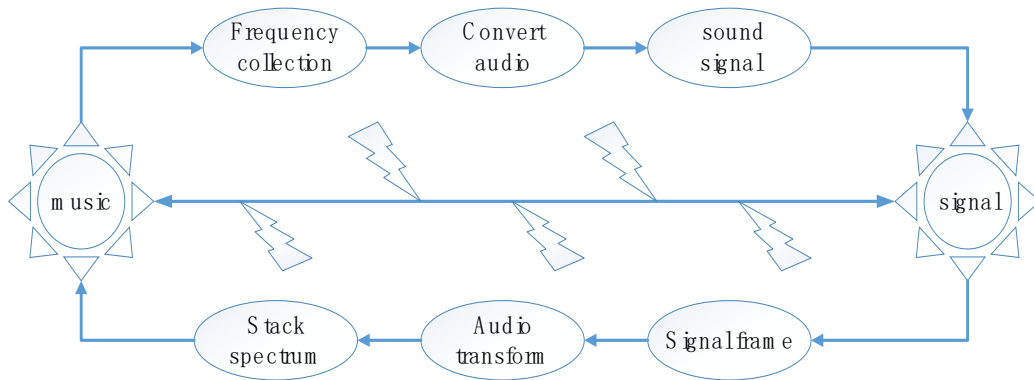 Frequency
collection
Convert
audio
sound
signal
music
signal
Stack
spectrum
Audio
transform
Signalframe